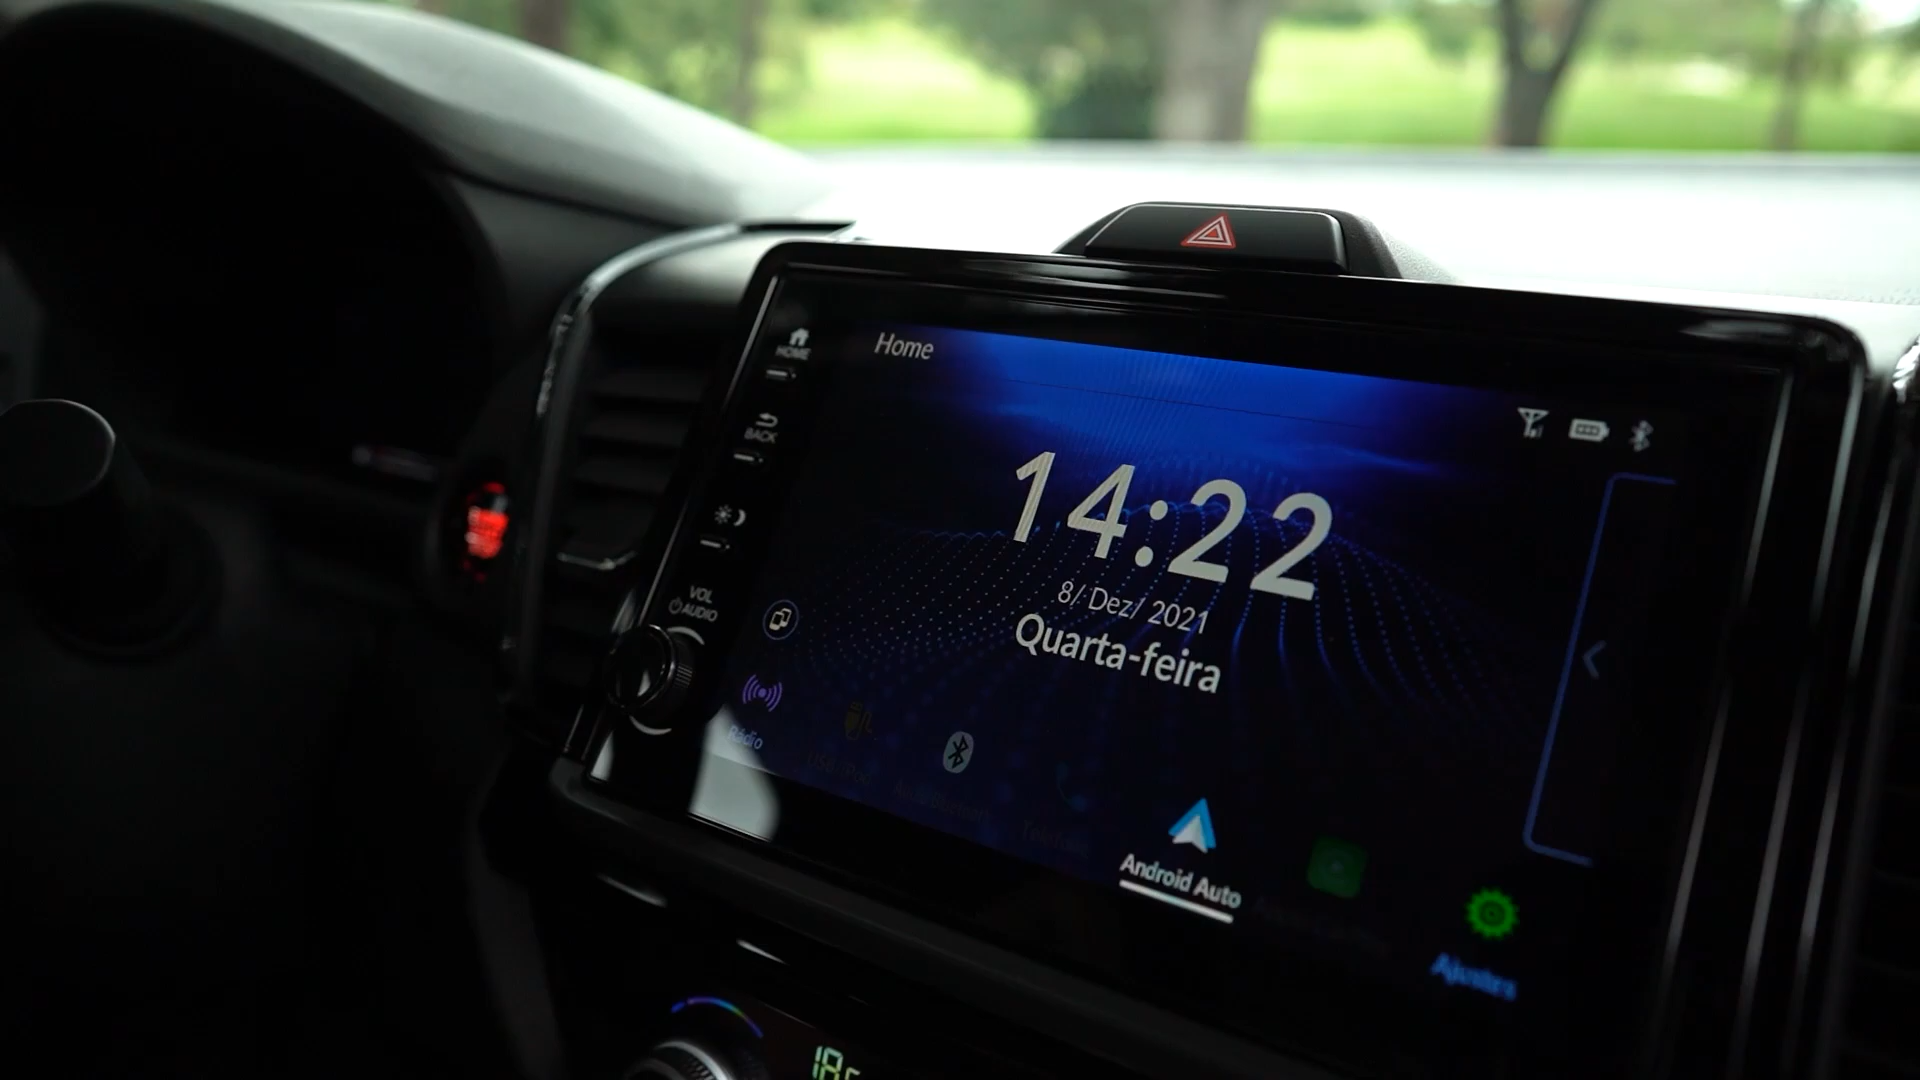 HOME
Home
BACK
14:22
8/ Dez/ 2021
Quarta-feira
VOL
AUDIO
Rádio
Android Auto
Ajustes